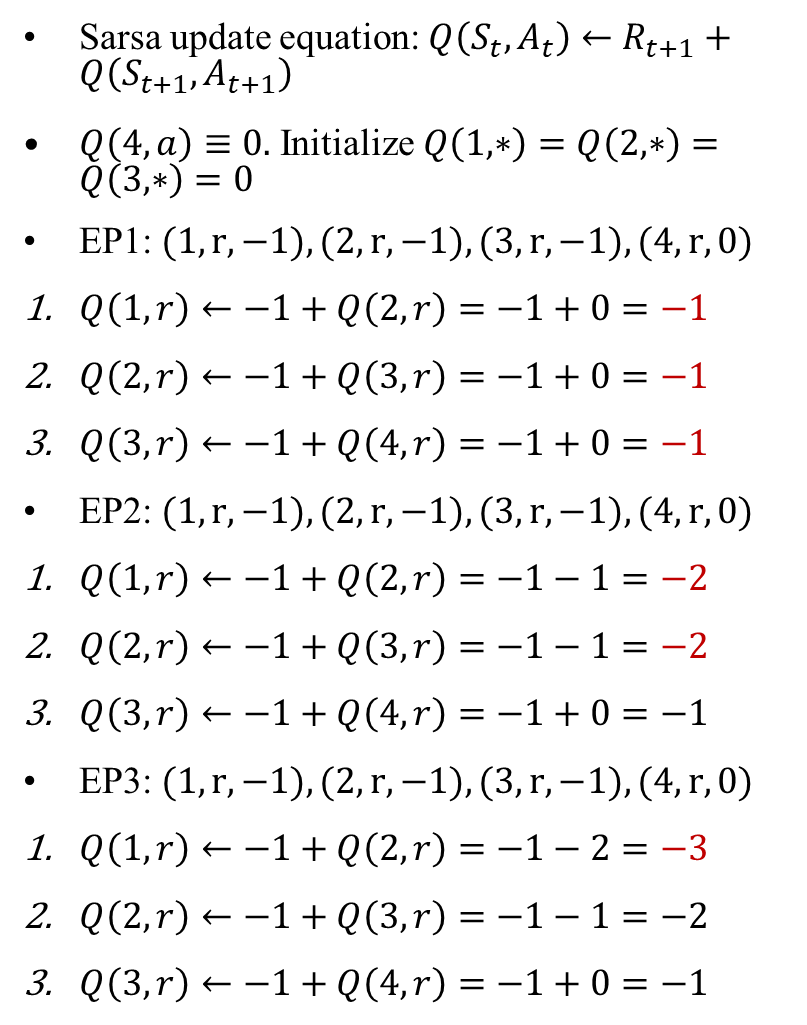 • Sarsa update equation: Q(Sₜ, Aₜ) ← Rₜ₊₁ +
Q(Sₜ₊₁, Aₜ₊₁)
• Q(4, a) ≡ 0. Initialize Q(1,∗) = Q(2,∗) =
Q(3,∗) = 0
• EP1: (1, r, −1), (2, r, −1), (3, r, −1), (4, r, 0)
1. Q(1, r) ← −1 + Q(2, r) = −1 + 0 = −1
2. Q(2, r) ← −1 + Q(3, r) = −1 + 0 = −1
3. Q(3, r) ← −1 + Q(4, r) = −1 + 0 = −1
• EP2: (1, r, −1), (2, r, −1), (3, r, −1), (4, r, 0)
1. Q(1, r) ← −1 + Q(2, r) = −1 − 1 = −2
2. Q(2, r) ← −1 + Q(3, r) = −1 − 1 = −2
3. Q(3, r) ← −1 + Q(4, r) = −1 + 0 = −1
• EP3: (1, r, −1), (2, r, −1), (3, r, −1), (4, r, 0)
1. Q(1, r) ← −1 + Q(2, r) = −1 − 2 = −3
2. Q(2, r) ← −1 + Q(3, r) = −1 − 1 = −2
3. Q(3, r) ← −1 + Q(4, r) = −1 + 0 = −1